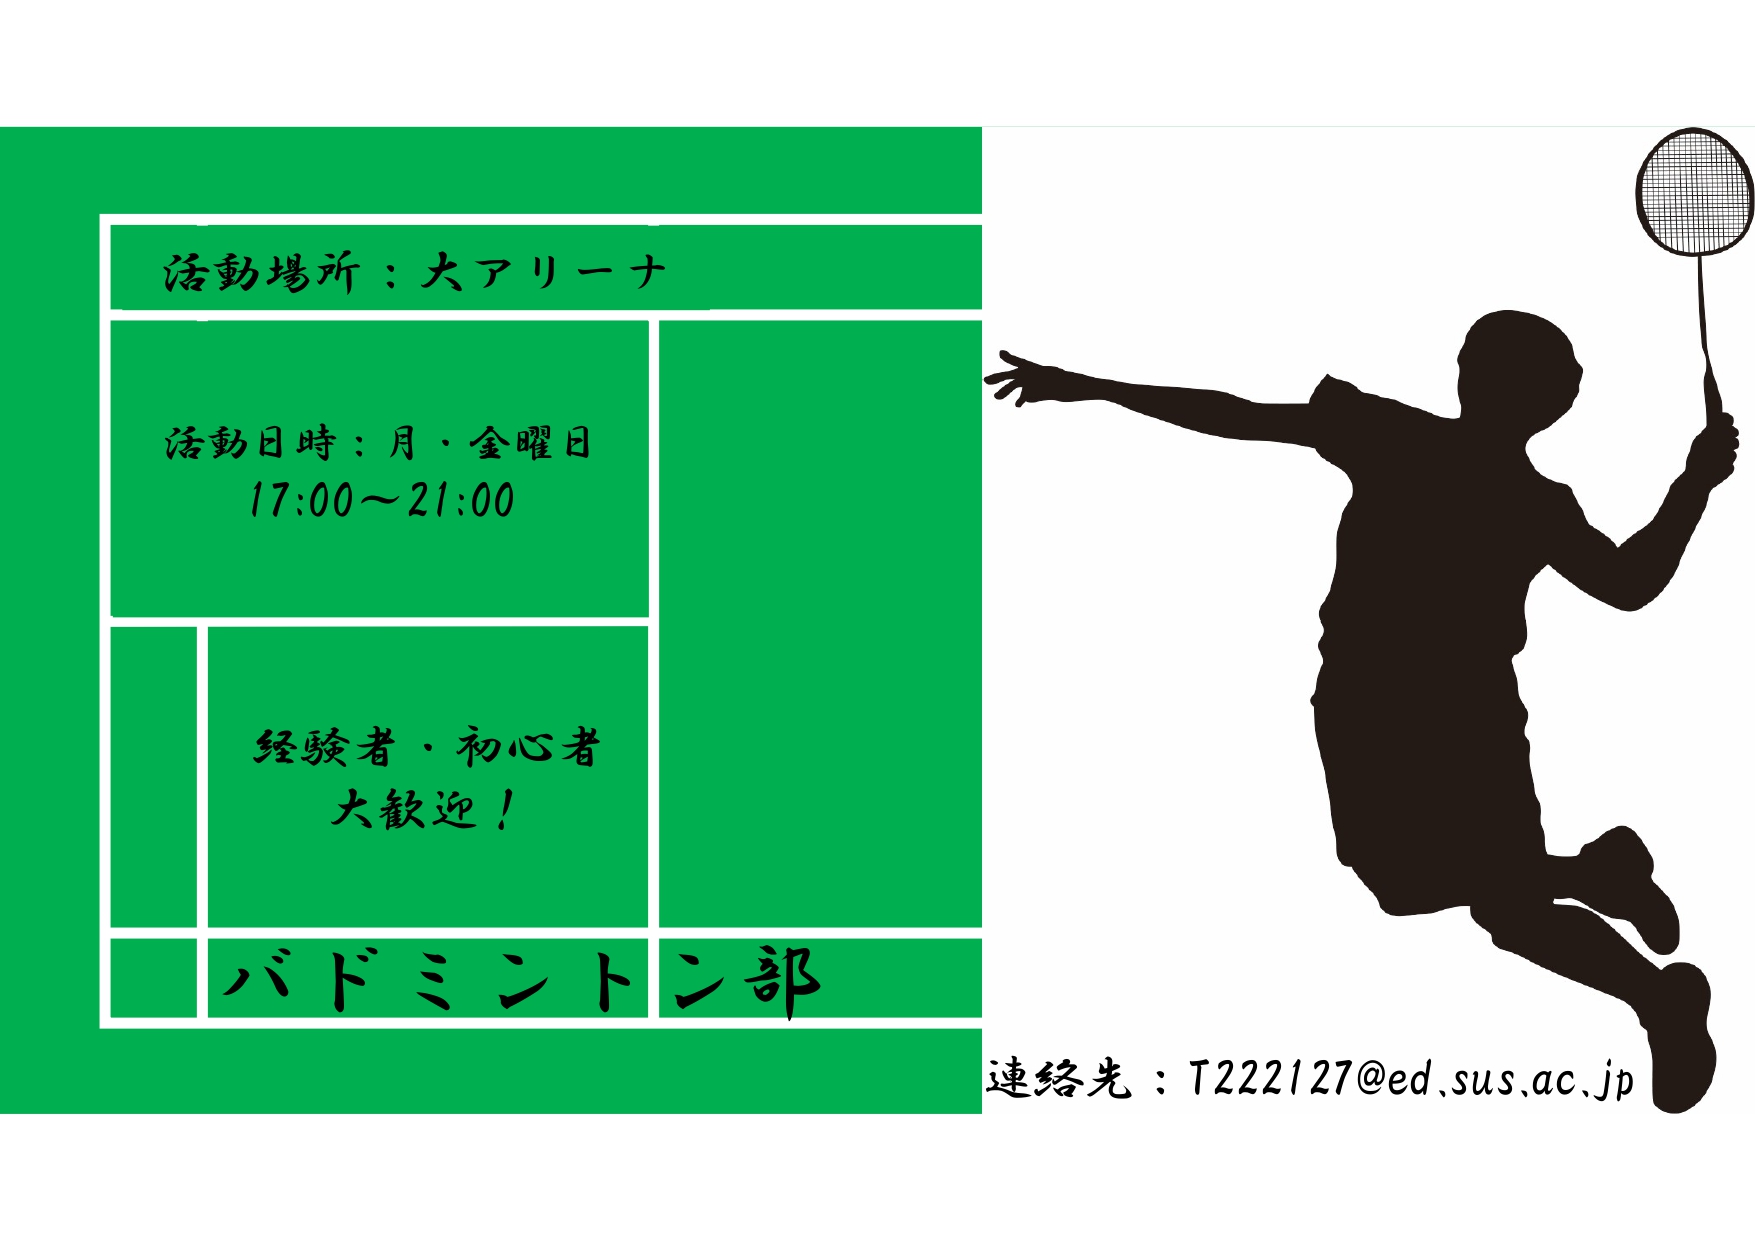 活動場所：大アリーナ
活動日時：月・金曜日
17:00～21:00
経験者・初心者
大歓迎！
バドミントン部
連絡先：T222127@ed.sus.ac.jp